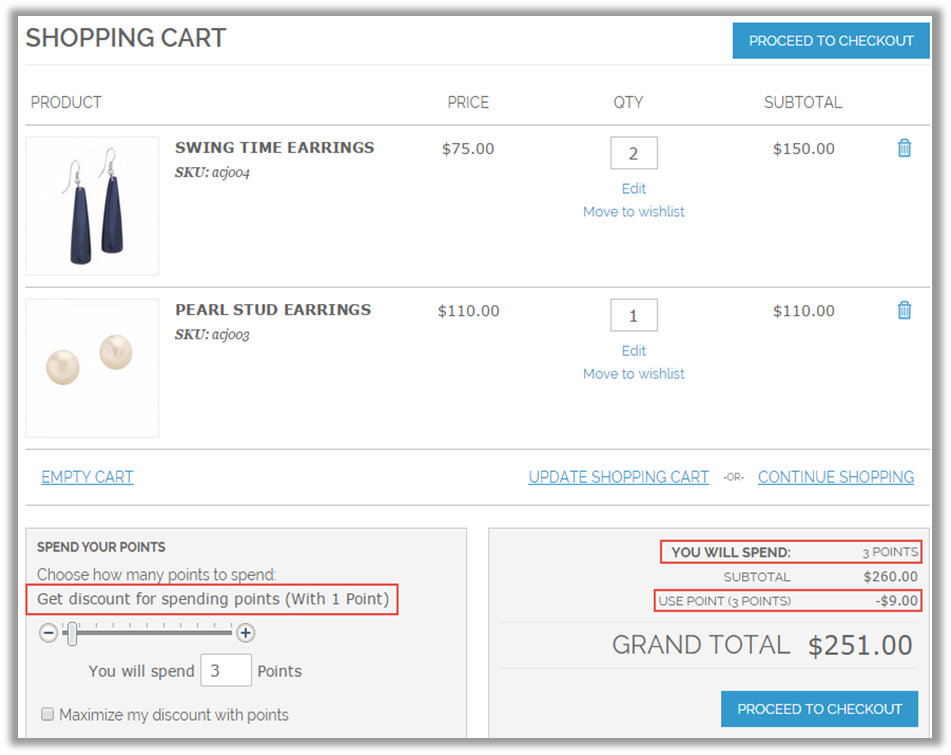 SHOPPING CART
PROCEED TO CHECKOUT
PRODUCT PRICE QTY SUBTOTAL
SWING TIME EARRINGS $75.00 2 $150.00
SKU: acj004
Edit
Move to wishlist
PEARL STUD EARRINGS $110.00 1 $110.00
SKU: acj003
Edit
Move to wishlist
EMPTY CART UPDATE SHOPPING CART -OR- CONTINUE SHOPPING
SPEND YOUR POINTS
Choose how many points to spend:
Get discount for spending points (With 1 Point)
You will spend 3 Points
Maximize my discount with points
YOU WILL SPEND: 3 POINTS
SUBTOTAL $260.00
USE POINT (3 POINTS) -$9.00
GRAND TOTAL $251.00
PROCEED TO CHECKOUT